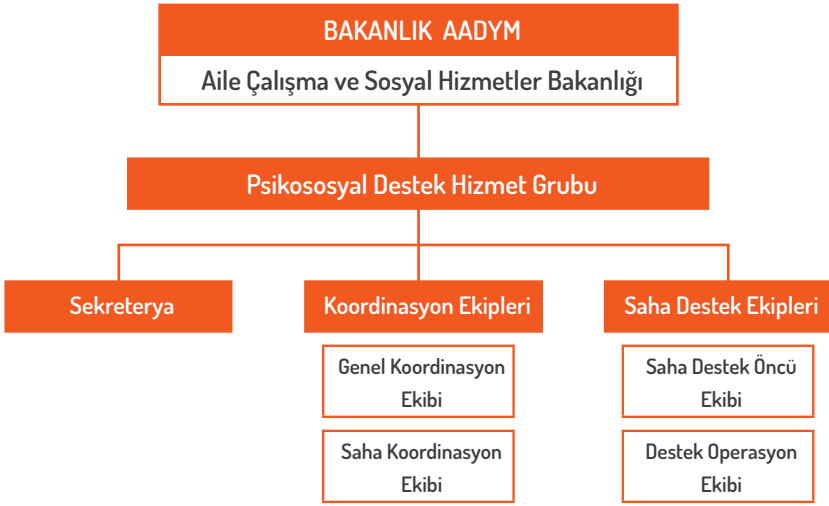 BAKANLIK AADYM
Aile Çalışma ve Sosyal Hizmetler Bakanlığı
Psikososyal Destek Hizmet Grubu
Sekreterya
Koordinasyon Ekipleri
Saha Destek Ekipleri
Genel Koordinasyon
Ekibi
Saha Destek Öncü
Ekibi
Saha Koordinasyon
Ekibi
Destek Operasyon
Ekibi